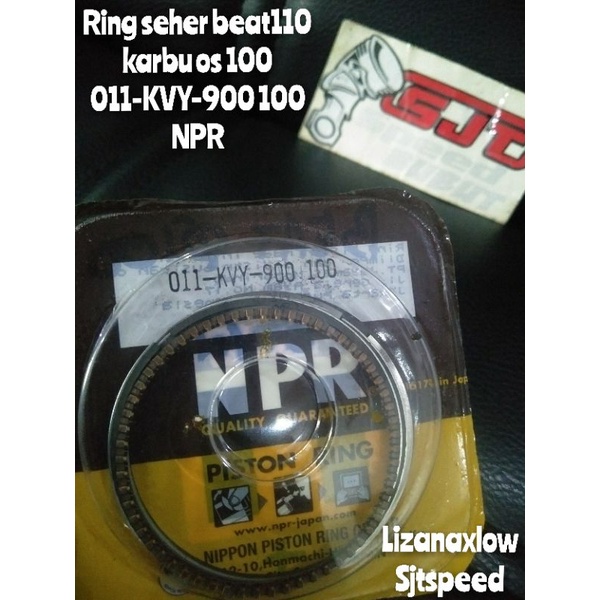 Ring seher beat110
karbu os 100
011-KVY-900 100
NPR
SJT
Speed
011-KVY-900 100
NPR
QUALITY GUARANTEED
PISTON RING
www.npr-japan.com
NIPPON PISTON RING
Lizanaxlow
Sjtspeed